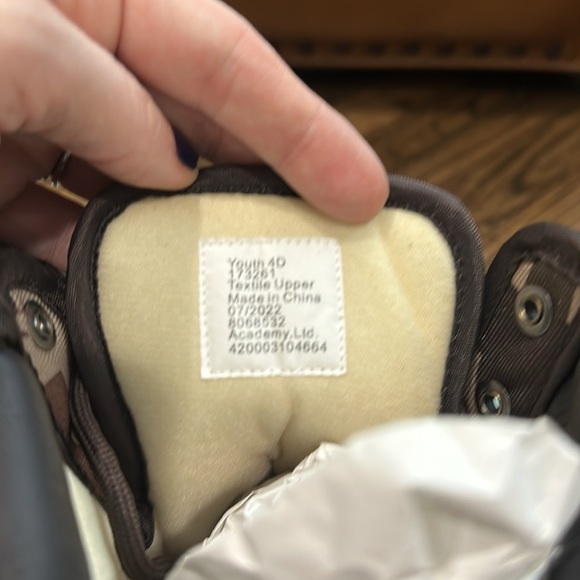 Youth 4D
173261
Textile Upper
Made in China
07/2022
8068532
Academy,Ltd.
420003104664